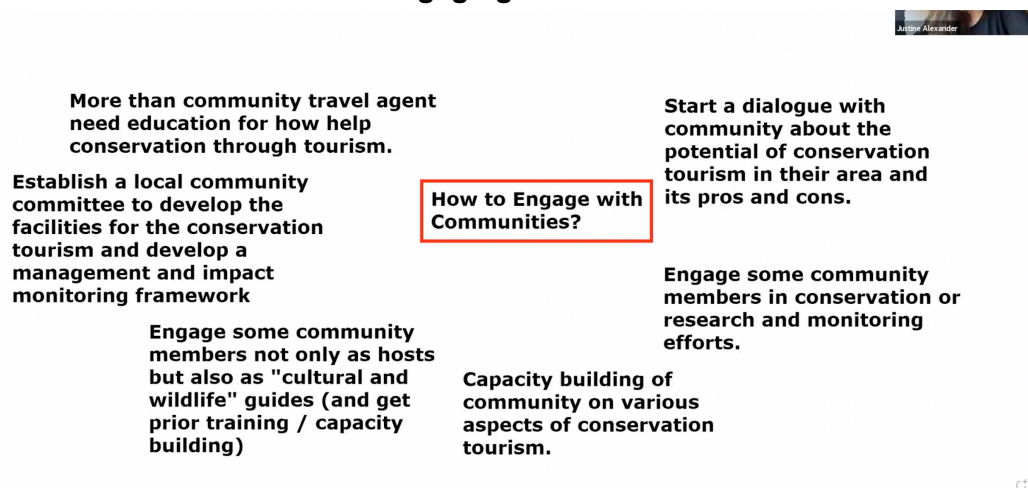 Justine Alexander
More than community travel agent
need education for how help
conservation through tourism.
Start a dialogue with
community about the
potential of conservation
tourism in their area and
its pros and cons.
Establish a local community
committee to develop the
facilities for the conservation
tourism and develop a
management and impact
monitoring framework
How to Engage with
Communities?
Engage some community
members in conservation or
research and monitoring
efforts.
Engage some community
members not only as hosts
but also as "cultural and
wildlife" guides (and get
prior training / capacity
building)
Capacity building of
community on various
aspects of conservation
tourism.